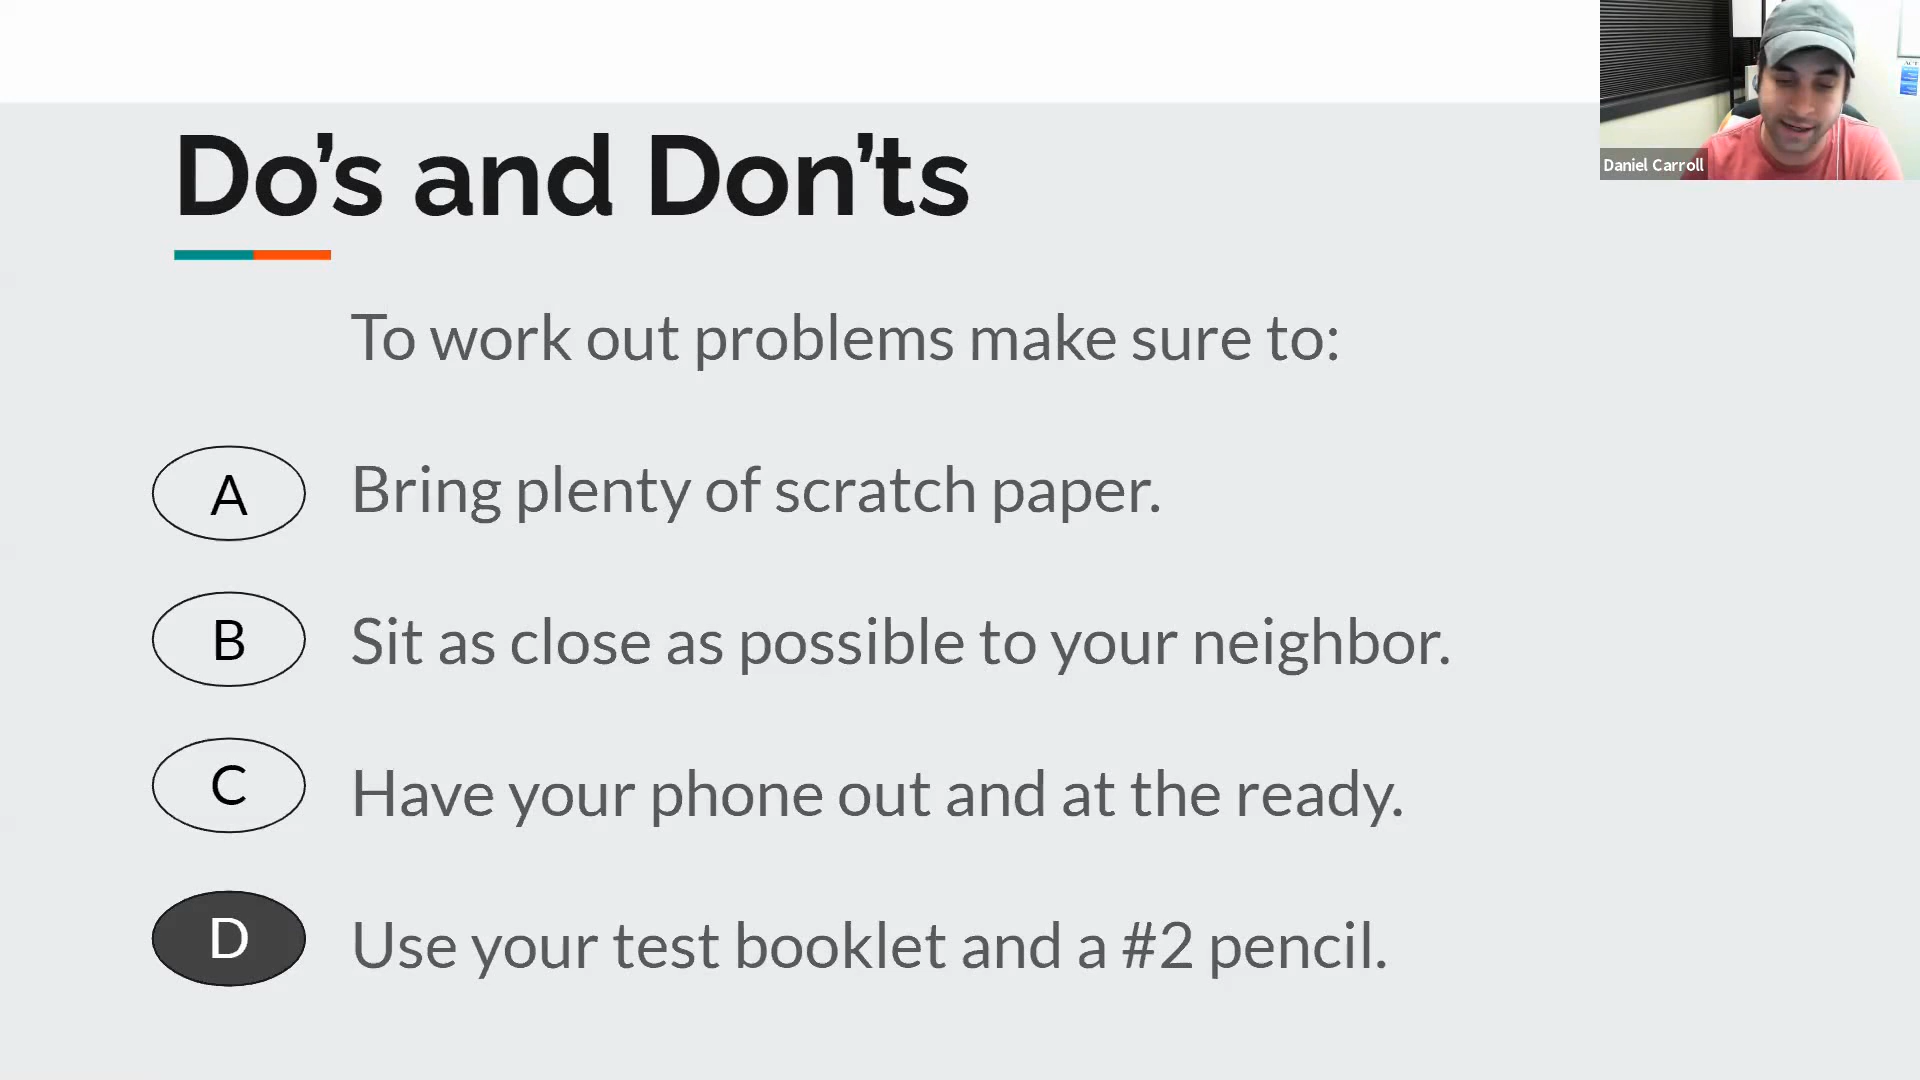 Do’s and Don’ts
Daniel Carroll
To work out problems make sure to:
A Bring plenty of scratch paper.
B Sit as close as possible to your neighbor.
C Have your phone out and at the ready.
D Use your test booklet and a #2 pencil.